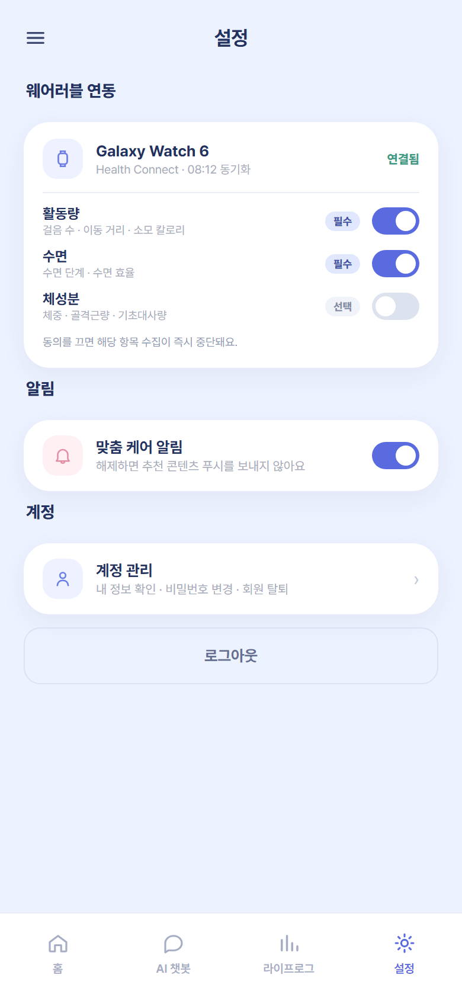 설정
웨어러블 연동
Galaxy Watch 6
연결됨
Health Connect · 08:12 동기화
활동량
필수
걸음 수 · 이동 거리 · 소모 칼로리
수면
필수
수면 단계 · 수면 효율
체성분
선택
체중 · 골격근량 · 기초대사량
동의를 끄면 해당 항목 수집이 즉시 중단돼요.
알림
맞춤 케어 알림
해제하면 추천 콘텐츠 푸시를 보내지 않아요
계정
계정 관리
내 정보 확인 · 비밀번호 변경 · 회원 탈퇴
로그아웃
홈
AI 챗봇
라이프로그
설정